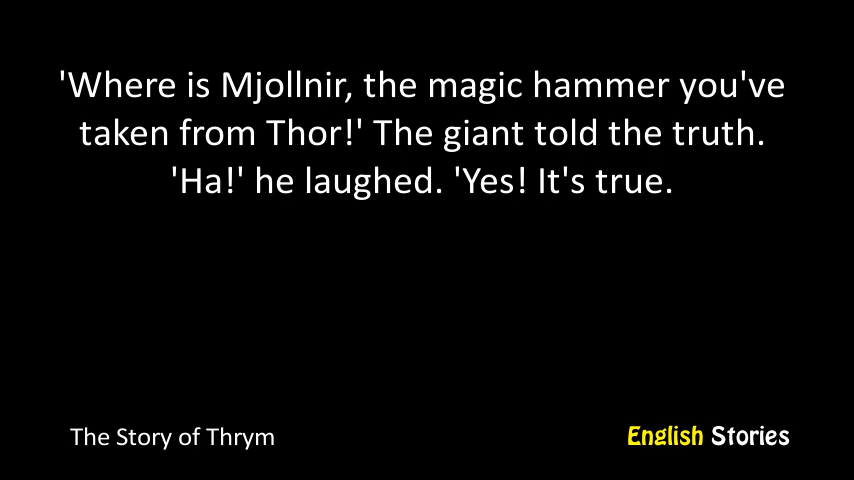 'Where is Mjollnir, the magic hammer you've
taken from Thor!' The giant told the truth.
'Ha!' he laughed. 'Yes! It's true.
The Story of Thrym
English Stories